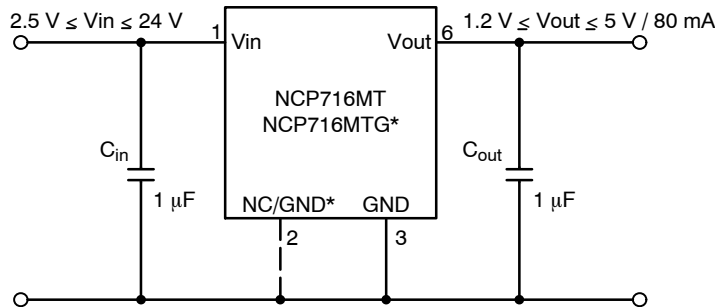 2.5 V ≤ Vin ≤ 24 V
1.2 V ≤ Vout ≤ 5 V / 80 mA
1
Vin
Vout
6
NCP716MT
NCP716MTG*
Cin
1 μF
Cout
1 μF
NC/GND*
GND
2
3